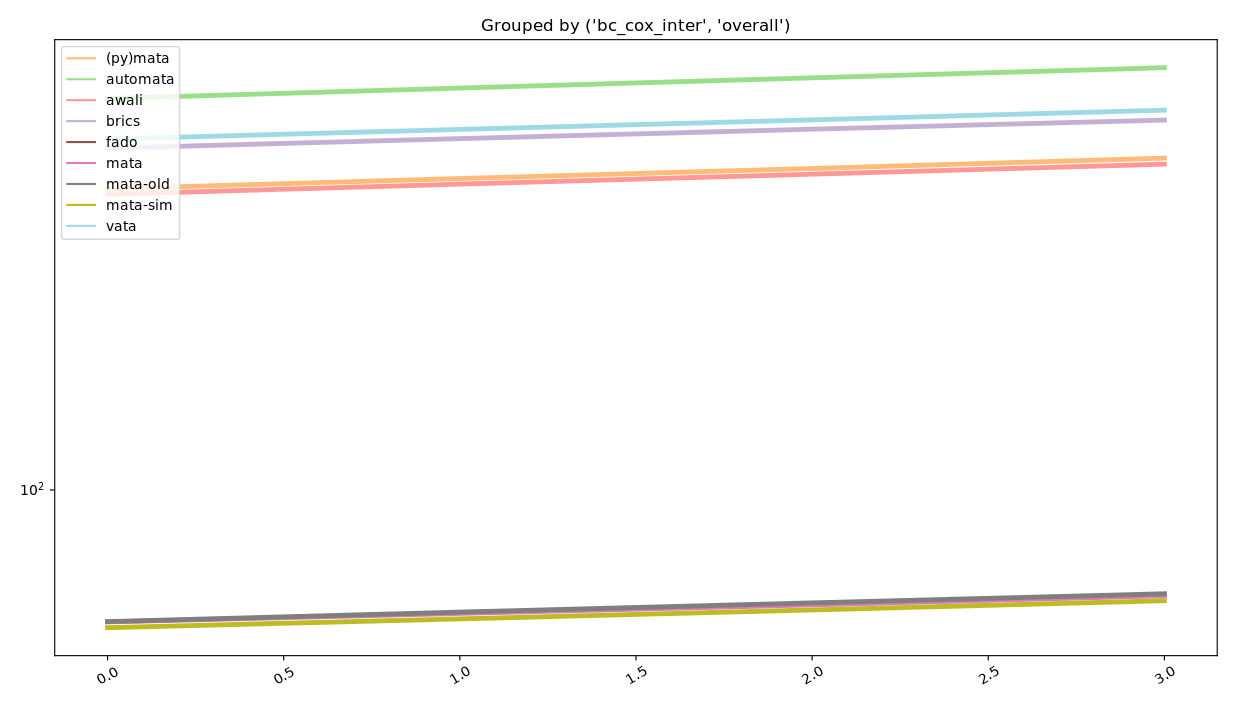 Grouped by ('bc_cox_inter', 'overall')
(py)mata
automata
awali
brics
fado
mata
mata-old
mata-sim
vata
10²
0.0 0.5 1.0 1.5 2.0 2.5 3.0